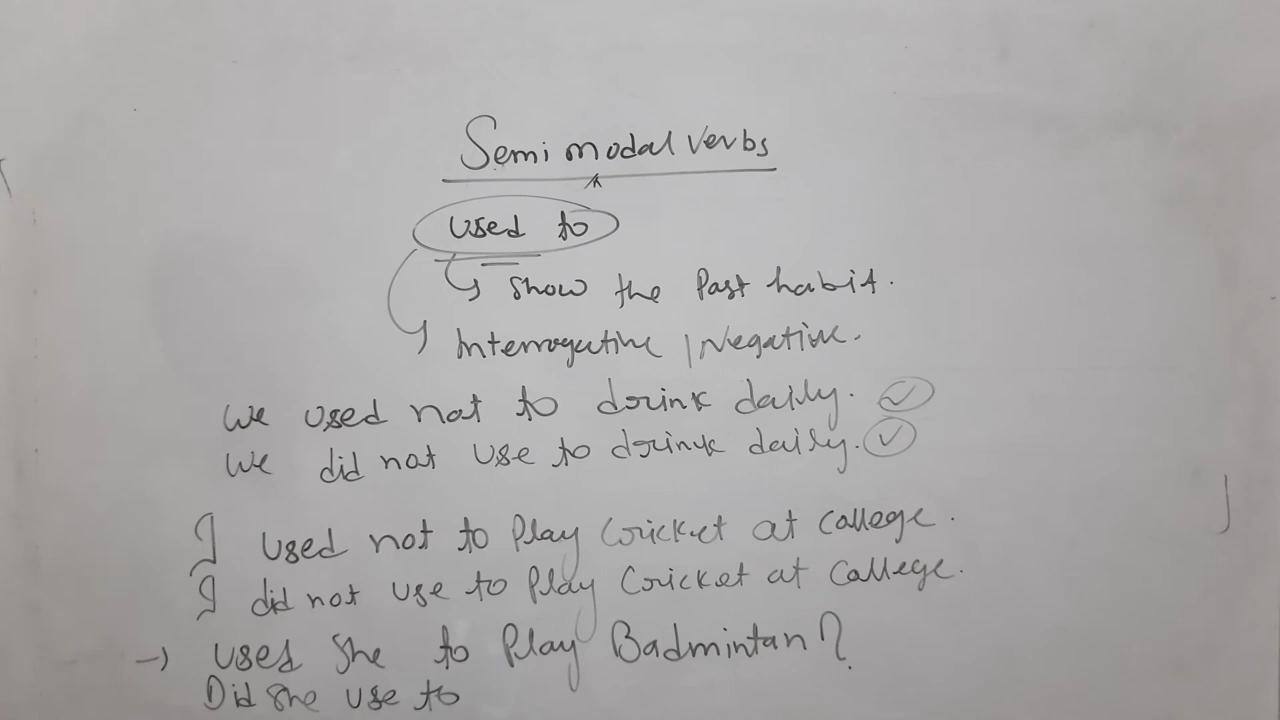 Semi modal verbs
used to
show the Past habit.
Interrogative / Negative.
We used not to drink daily.
We did not use to drink daily.
I used not to Play Cricket at College.
I did not use to Play Cricket at College.
→ used She to Play Badmintan?
Did She use to